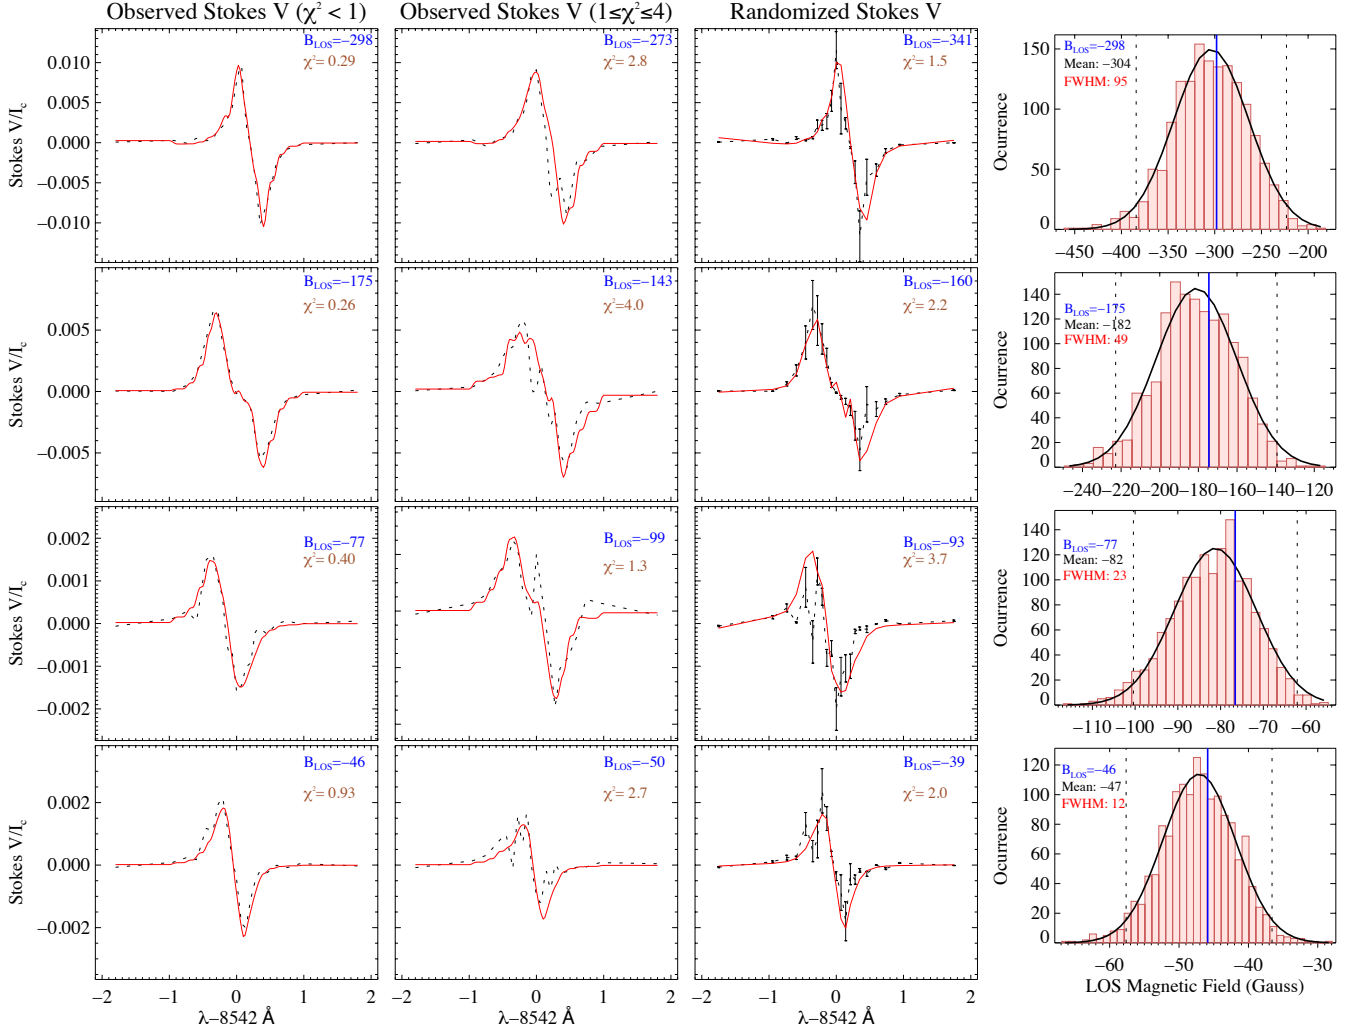 Observed Stokes V (χ² < 1)
Observed Stokes V (1≤χ²≤4)
Randomized Stokes V
B_LOS=−298
χ²= 0.29
B_LOS=−273
χ²= 2.8
B_LOS=−341
χ²= 1.5
B_LOS=−298
Mean: −304
FWHM: 95
0.010
0.005
0.000
−0.005
−0.010
Stokes V/I_c
150
100
50
0
Ocurrence
−450 −400 −350 −300 −250 −200
B_LOS=−175
χ²= 0.26
B_LOS=−143
χ²=4.0
B_LOS=−160
χ²= 2.2
B_LOS=−175
Mean: −182
FWHM: 49
0.005
0.000
−0.005
Stokes V/I_c
140
120
100
80
60
40
20
0
Ocurrence
−240 −220 −200 −180 −160 −140 −120
B_LOS=−77
χ²= 0.40
B_LOS=−99
χ²= 1.3
B_LOS=−93
χ²= 3.7
B_LOS=−77
Mean: −82
FWHM: 23
0.002
0.001
0.000
−0.001
−0.002
Stokes V/I_c
140
120
100
80
60
40
20
0
Ocurrence
−110 −100 −90 −80 −70 −60
B_LOS=−46
χ²= 0.93
B_LOS=−50
χ²= 2.7
B_LOS=−39
χ²= 2.0
B_LOS=−46
Mean: −47
FWHM: 12
0.002
0.000
−0.002
Stokes V/I_c
120
100
80
60
40
20
0
Ocurrence
−60 −50 −40 −30
LOS Magnetic Field (Gauss)
−2 −1 0 1 2
−2 −1 0 1 2
−2 −1 0 1 2
λ−8542 Å
λ−8542 Å
λ−8542 Å